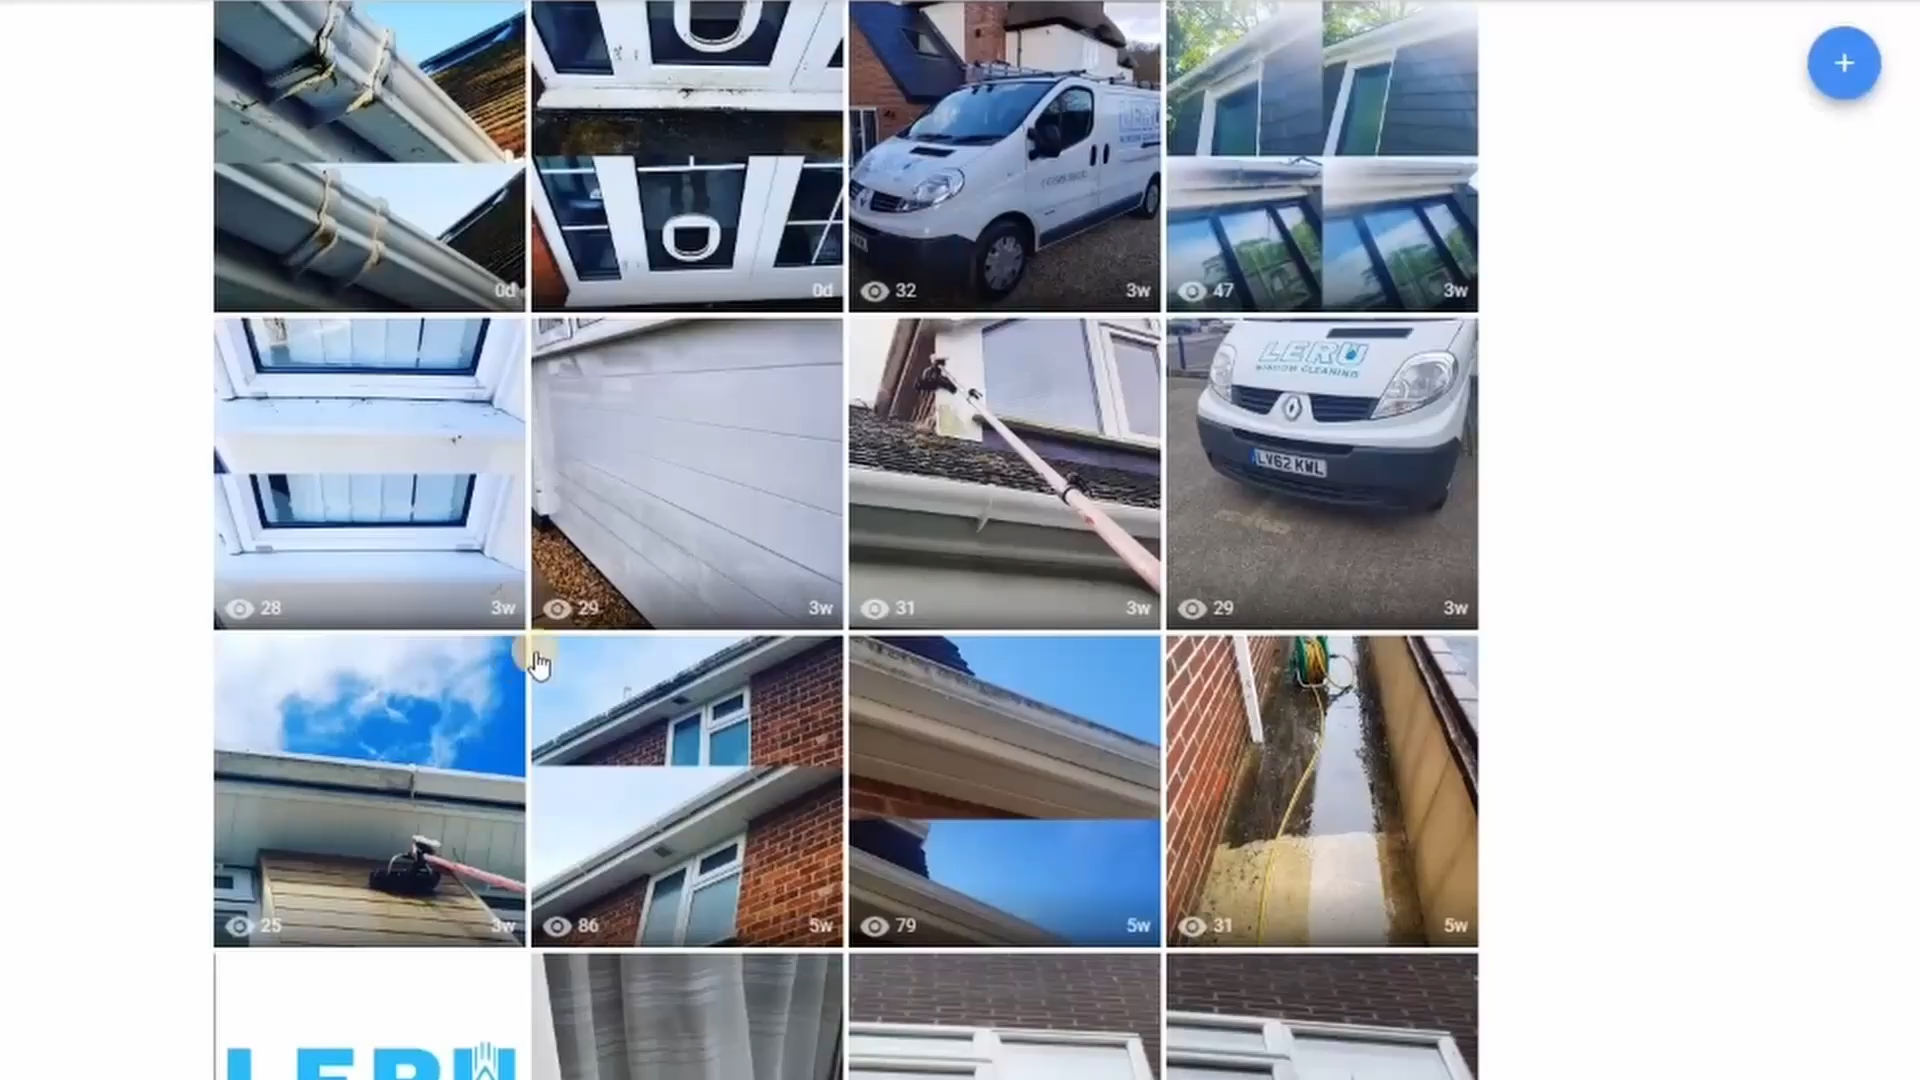 +
0d
0d
32
3w
47
3w
28
3w
29
3w
31
3w
LERU
WINDOW CLEANING
LV62 KWL
29
3w
25
3w
86
5w
79
5w
31
5w
LERU